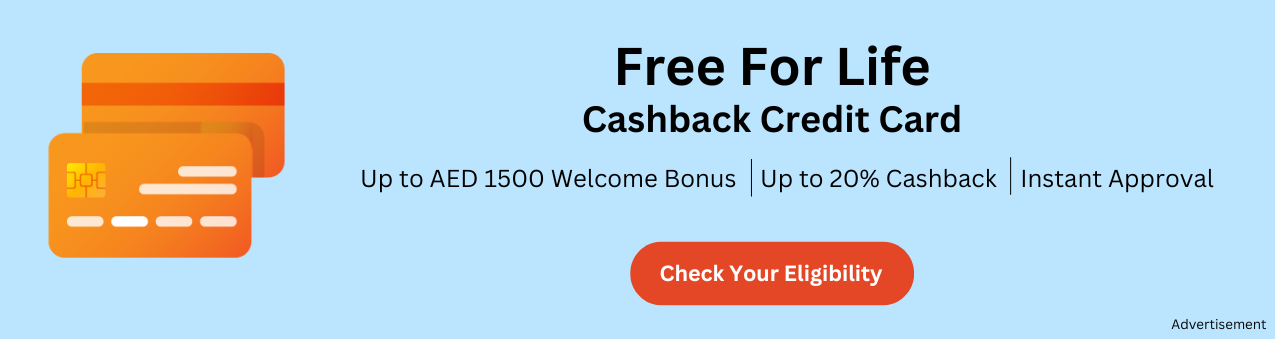 Free For Life
Cashback Credit Card
Up to AED 1500 Welcome Bonus | Up to 20% Cashback | Instant Approval
Check Your Eligibility
Advertisement